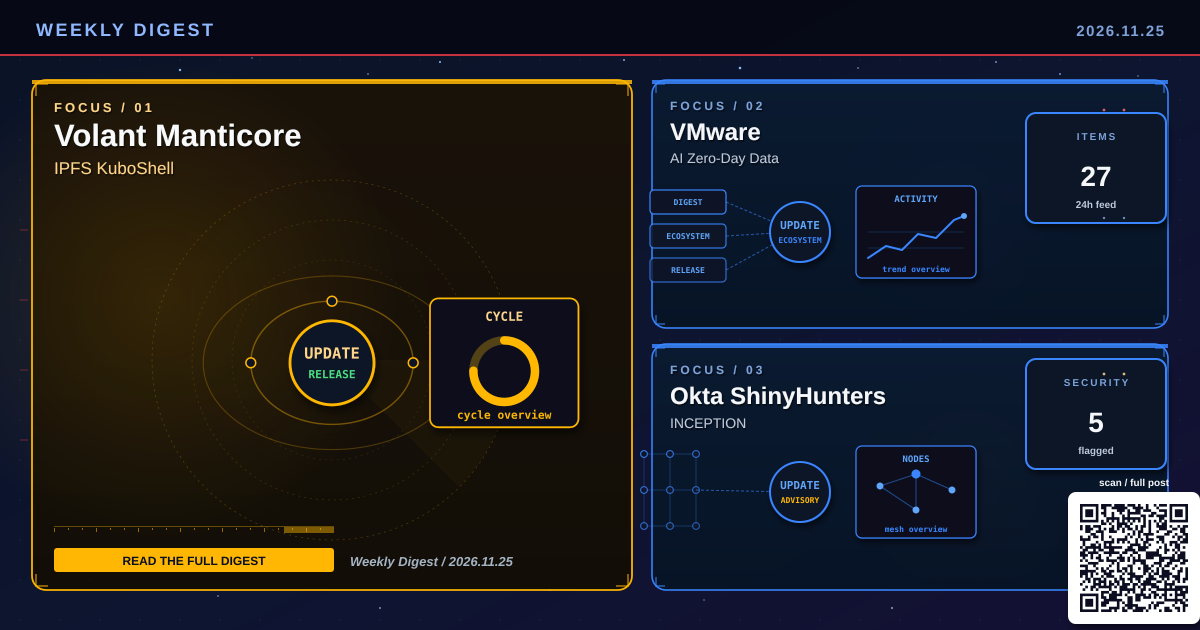 WEEKLY DIGEST
2026.11.25
FOCUS / 01
Volant Manticore
IPFS KuboShell
UPDATE
RELEASE
CYCLE
cycle overview
READ THE FULL DIGEST
Weekly Digest / 2026.11.25
FOCUS / 02
VMware
AI Zero-Day Data
DIGEST
ECOSYSTEM
RELEASE
UPDATE
ECOSYSTEM
ACTIVITY
trend overview
ITEMS
27
24h feed
FOCUS / 03
Okta ShinyHunters
INCEPTION
UPDATE
ADVISORY
NODES
mesh overview
SECURITY
5
flagged
scan / full post